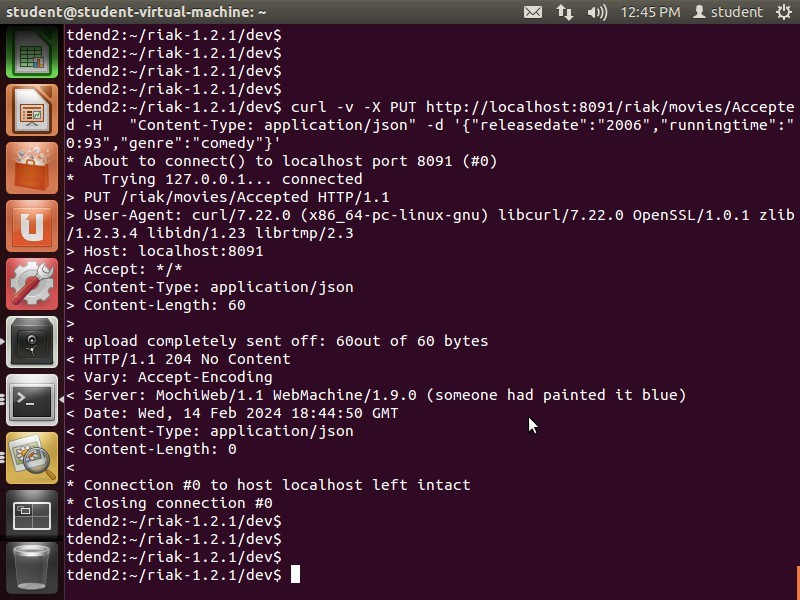 student@student-virtual-machine: ~
12:45 PM
student
tdend2:~/riak-1.2.1/dev$
tdend2:~/riak-1.2.1/dev$
tdend2:~/riak-1.2.1/dev$
tdend2:~/riak-1.2.1/dev$
tdend2:~/riak-1.2.1/dev$ curl -v -X PUT http://localhost:8091/riak/movies/Accepte
d -H   "Content-Type: application/json" -d '{"releasedate":"2006","runningtime":"
0:93","genre":"comedy"}'
* About to connect() to localhost port 8091 (#0)
*   Trying 127.0.0.1... connected
> PUT /riak/movies/Accepted HTTP/1.1
> User-Agent: curl/7.22.0 (x86_64-pc-linux-gnu) libcurl/7.22.0 OpenSSL/1.0.1 zlib
/1.2.3.4 libidn/1.23 librtmp/2.3
> Host: localhost:8091
> Accept: */*
> Content-Type: application/json
> Content-Length: 60
>
* upload completely sent off: 60out of 60 bytes
< HTTP/1.1 204 No Content
< Vary: Accept-Encoding
< Server: MochiWeb/1.1 WebMachine/1.9.0 (someone had painted it blue)
< Date: Wed, 14 Feb 2024 18:44:50 GMT
< Content-Type: application/json
< Content-Length: 0
<
* Connection #0 to host localhost left intact
* Closing connection #0
tdend2:~/riak-1.2.1/dev$
tdend2:~/riak-1.2.1/dev$
tdend2:~/riak-1.2.1/dev$
tdend2:~/riak-1.2.1/dev$